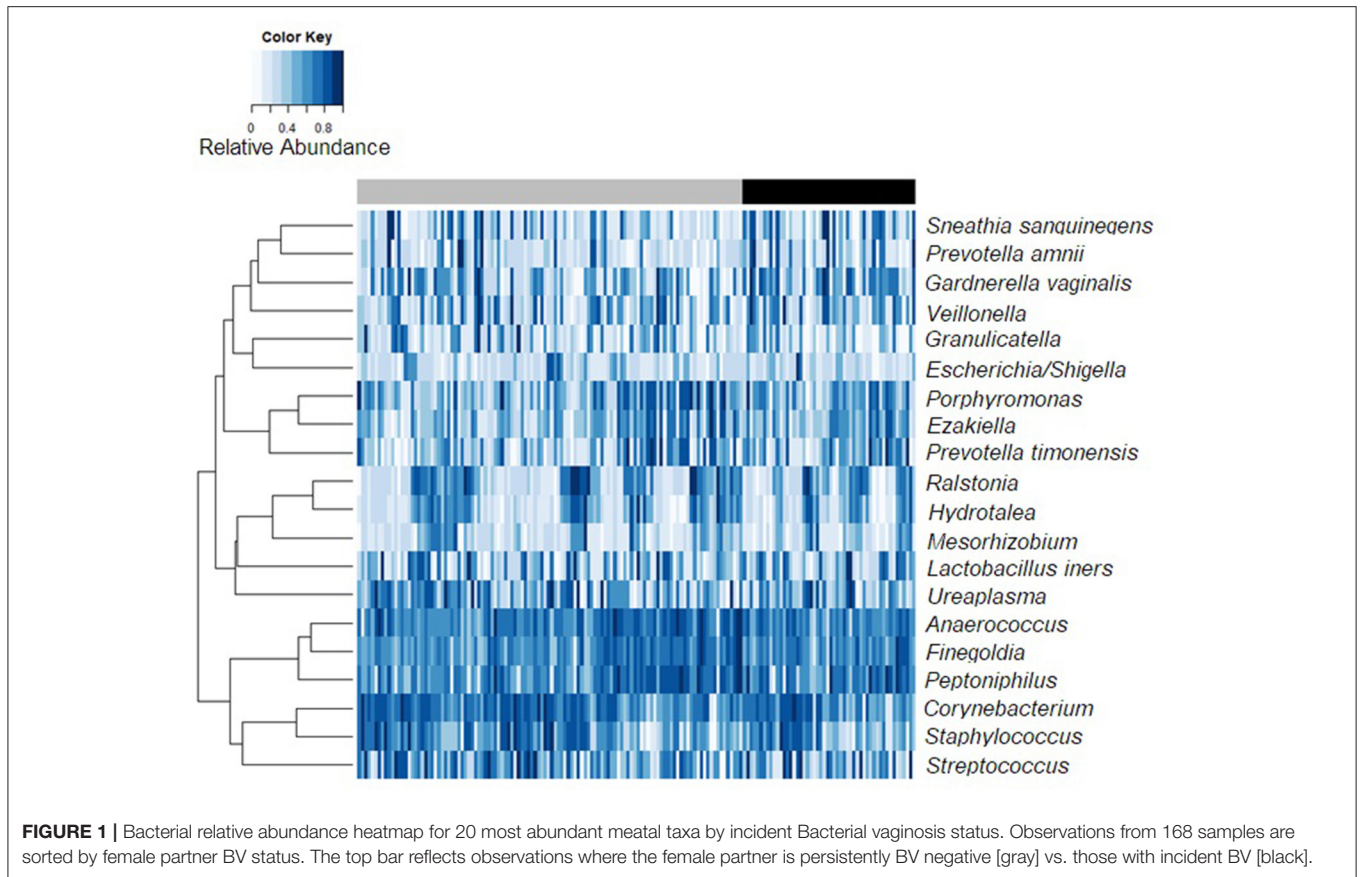 Color Key
0 0.4 0.8
Relative Abundance
Sneathia sanguinegens
Prevotella amnii
Gardnerella vaginalis
Veillonella
Granulicatella
Escherichia/Shigella
Porphyromonas
Ezakiella
Prevotella timonensis
Ralstonia
Hydrotalea
Mesorhizobium
Lactobacillus iners
Ureaplasma
Anaerococcus
Finegoldia
Peptoniphilus
Corynebacterium
Staphylococcus
Streptococcus
FIGURE 1 | Bacterial relative abundance heatmap for 20 most abundant meatal taxa by incident Bacterial vaginosis status. Observations from 168 samples are
sorted by female partner BV status. The top bar reflects observations where the female partner is persistently BV negative [gray] vs. those with incident BV [black].